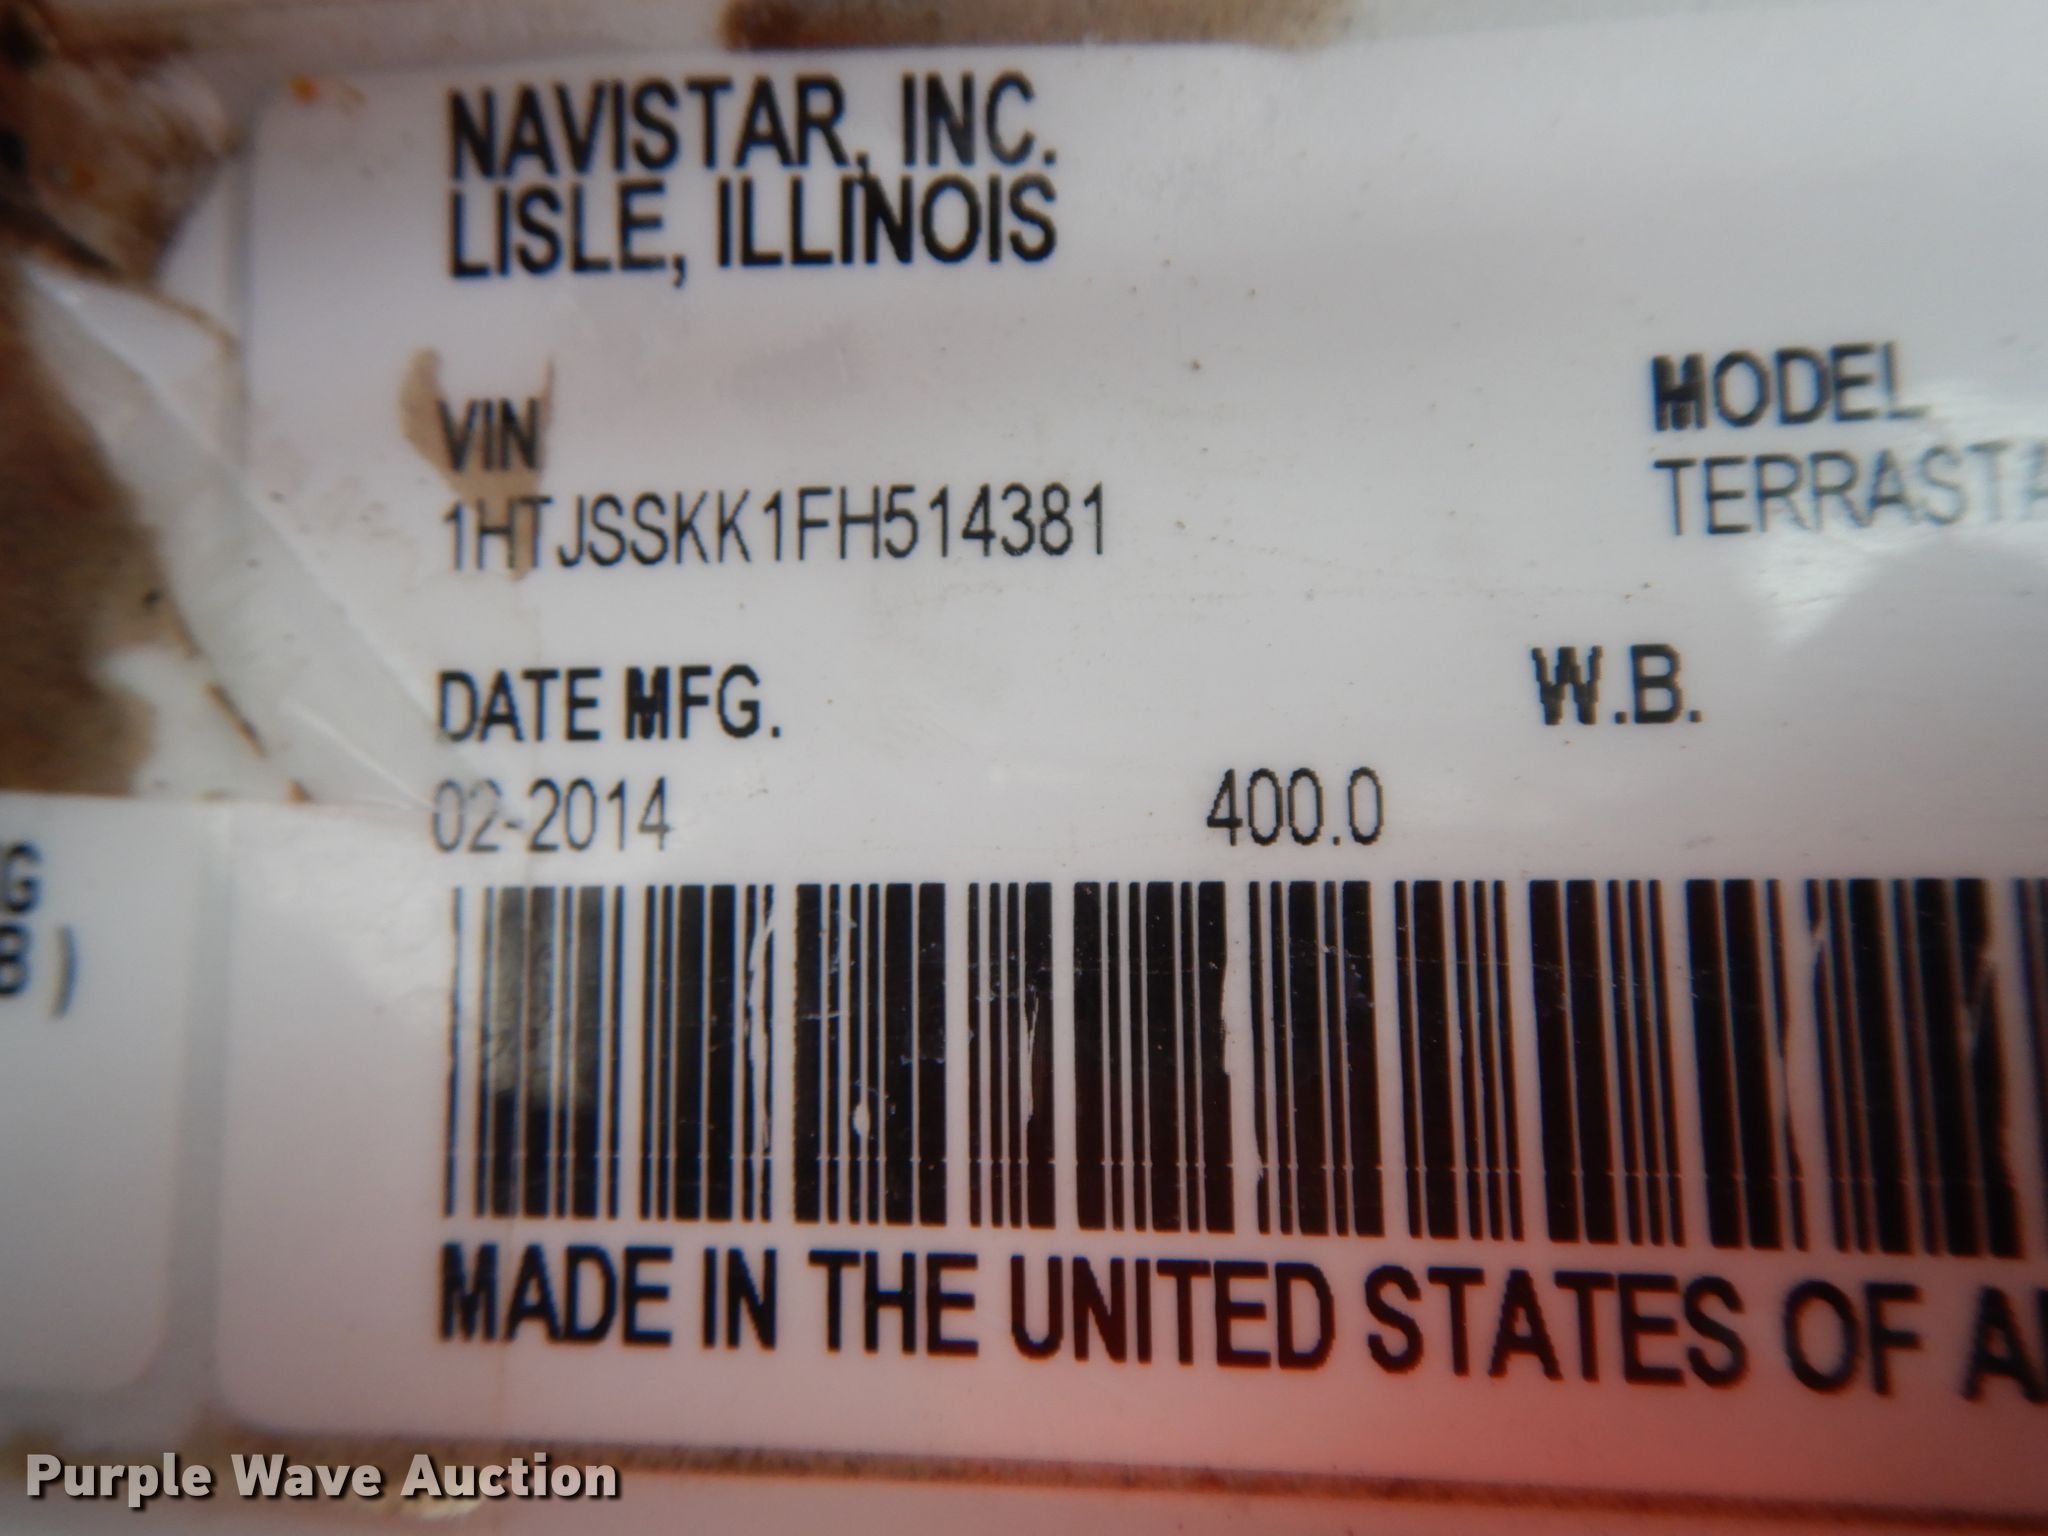 NAVISTAR, INC.
LISLE, ILLINOIS
VIN
1HTJSSKK1FH514381
MODEL
TERRASTA
DATE MFG.
02-2014
W.B.
400.0
G
B)
MADE IN THE UNITED STATES OF A
Purple Wave Auction